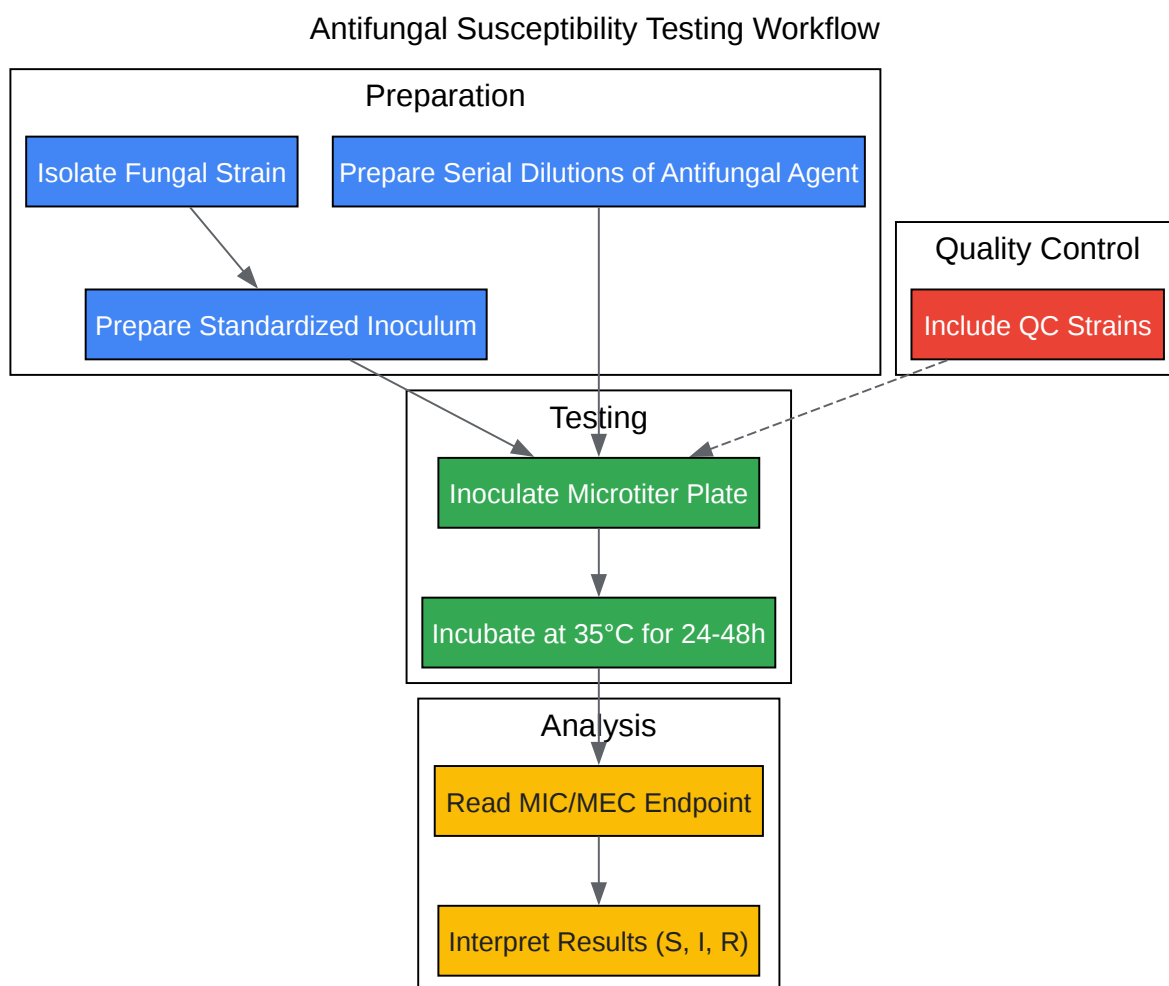 Antifungal Susceptibility Testing Workflow
Preparation
Isolate Fungal Strain
Prepare Serial Dilutions of Antifungal Agent
Prepare Standardized Inoculum
Quality Control
Include QC Strains
Testing
Inoculate Microtiter Plate
Incubate at 35°C for 24-48h
Analysis
Read MIC/MEC Endpoint
Interpret Results (S, I, R)